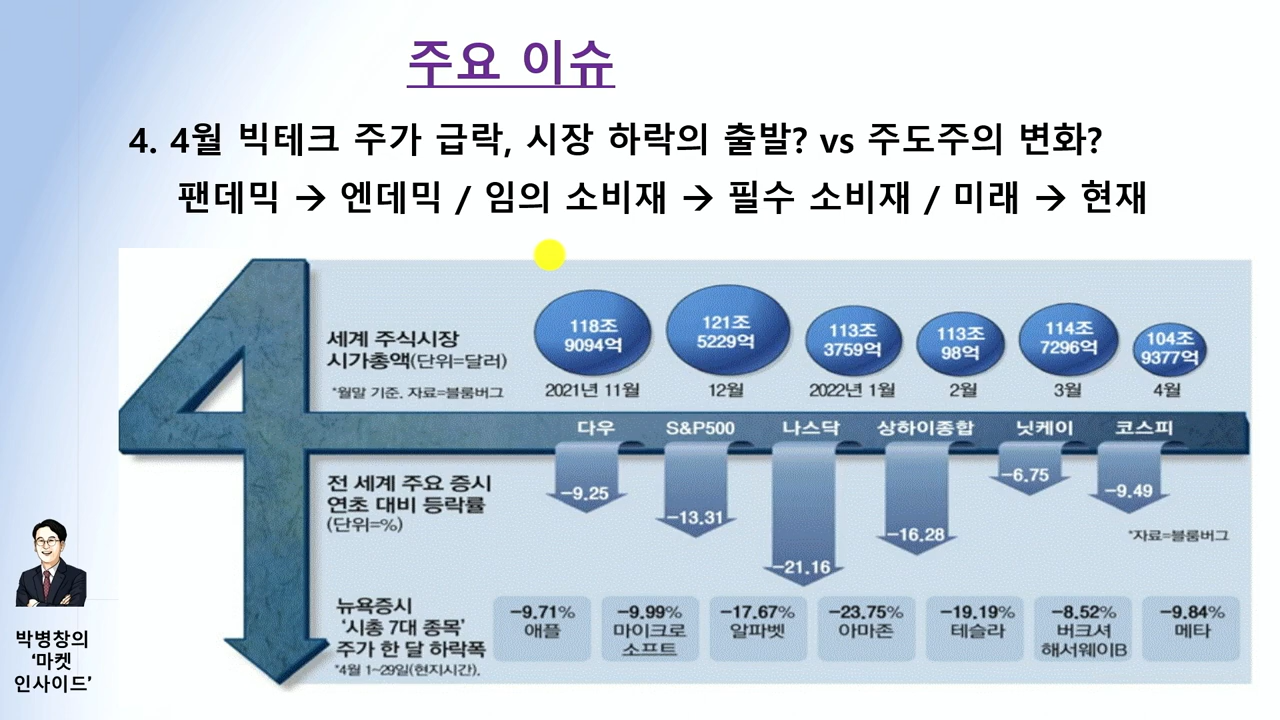 주요 이슈
4. 4월 빅테크 주가 급락, 시장 하락의 출발? vs 주도주의 변화?
팬데믹 → 엔데믹 / 임의 소비재 → 필수 소비재 / 미래 → 현재
세계 주식시장
시가총액(단위=달러)
*월말 기준. 자료=블룸버그
118조
9094억
2021년 11월
121조
5229억
12월
113조
3759억
2022년 1월
113조
98억
2월
114조
7296억
3월
104조
9377억
4월
다우 S&P500 나스닥 상하이종합 닛케이 코스피
전 세계 주요 증시
연초 대비 등락률
(단위=%)
-9.25
-13.31
-21.16
-16.28
-6.75
-9.49
*자료=블룸버그
뉴욕증시
'시총 7대 종목'
주가 한 달 하락폭
*4월 1~29일(현지시간).
-9.71%
애플
-9.99%
마이크로
소프트
-17.67%
알파벳
-23.75%
아마존
-19.19%
테슬라
-8.52%
버크셔
해서웨이B
-9.84%
메타
박병창의
‘마켓
인사이드’